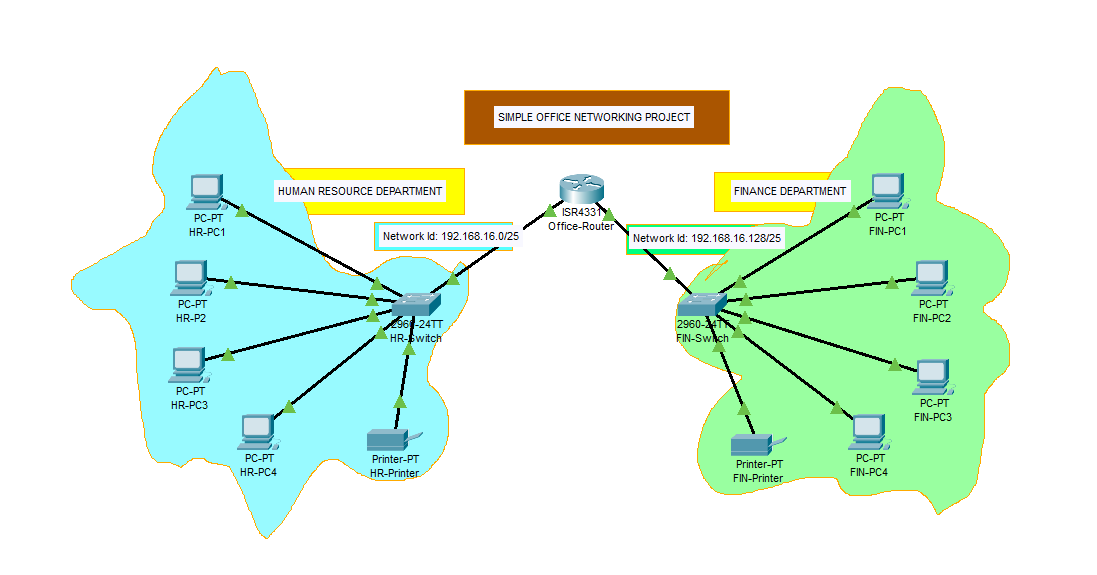 SIMPLE OFFICE NETWORKING PROJECT
HUMAN RESOURCE DEPARTMENT
FINANCE DEPARTMENT
Network Id: 192.168.16.0/25
Network Id: 192.168.16.128/25
ISR4331
Office-Router
PC-PT
HR-PC1
PC-PT
HR-P2
PC-PT
HR-PC3
PC-PT
HR-PC4
Printer-PT
HR-Printer
2960-24TT
HR-Switch
2960-24TT
FIN-Switch
PC-PT
FIN-PC1
PC-PT
FIN-PC2
PC-PT
FIN-PC3
PC-PT
FIN-PC4
Printer-PT
FIN-Printer